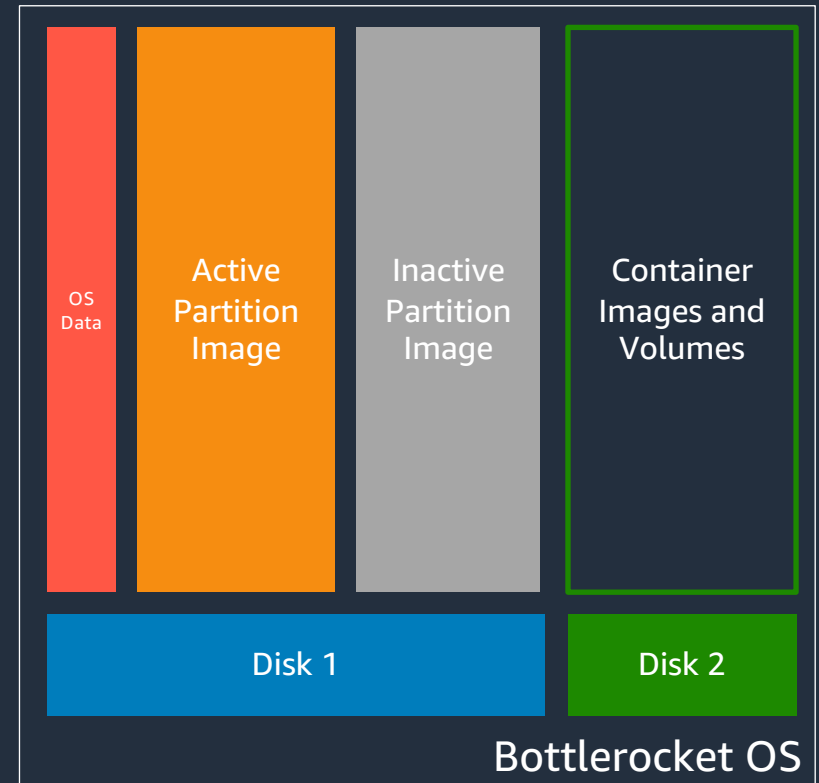 OS
Data
Active
Partition
Image
Inactive
Partition
Image
Container
Images and
Volumes
Disk 1
Disk 2
Bottlerocket OS